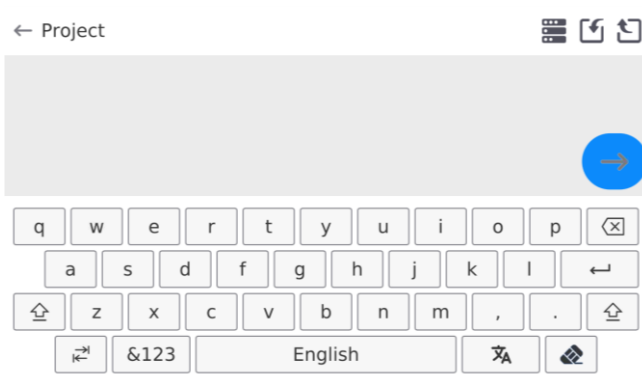 Project
q w e r t y u i o p
a s d f g h j k l
z x c v b n m , .
&123 English